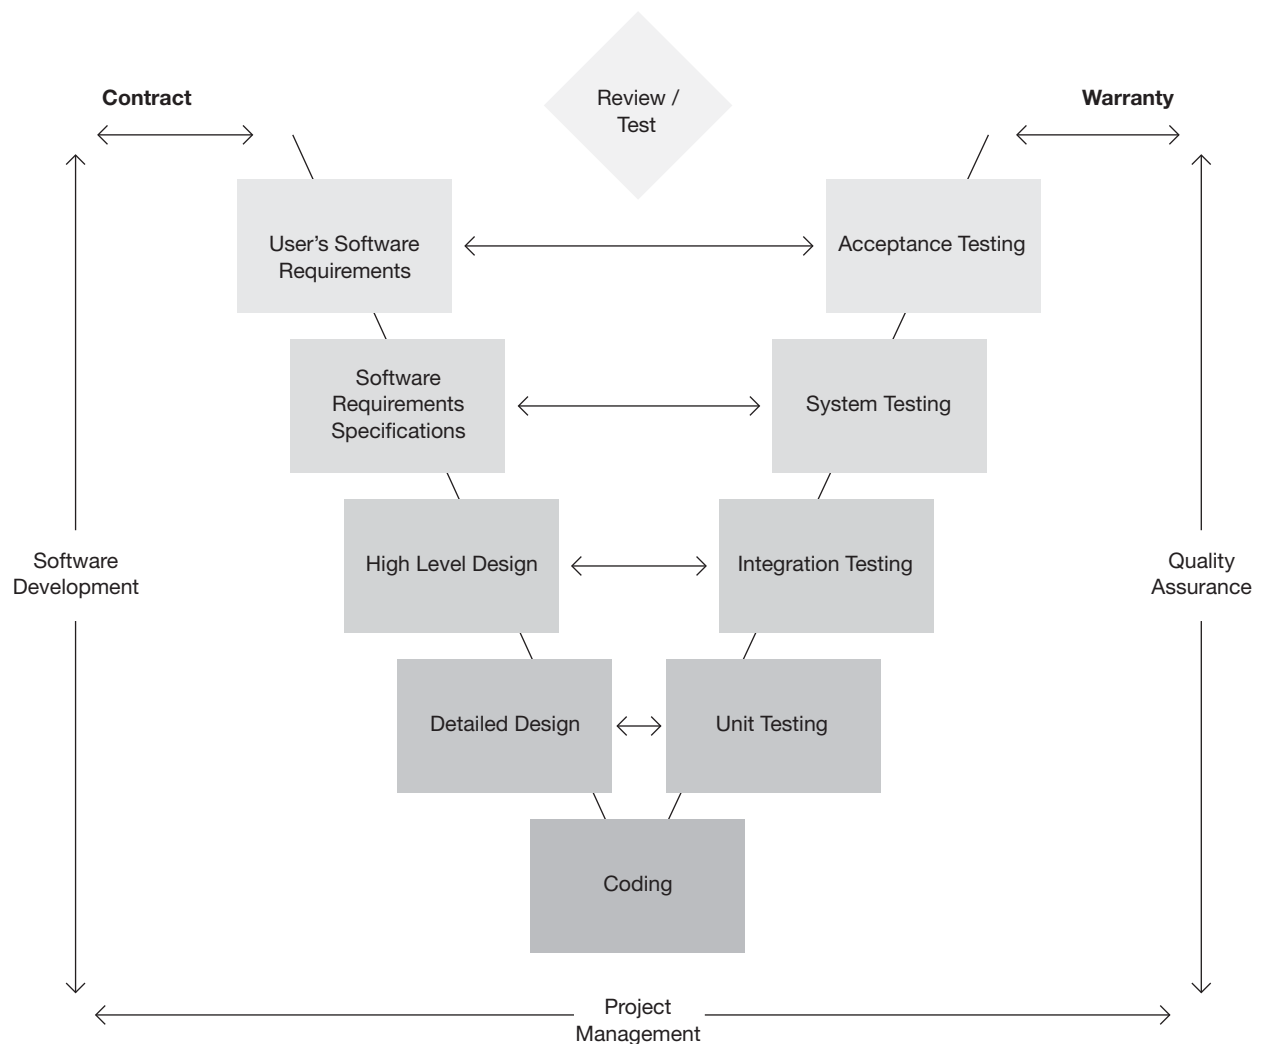 Review /
Test
Contract
Warranty
User’s Software
Requirements
Acceptance Testing
Software
Requirements
Specifications
System Testing
High Level Design
Integration Testing
Software
Development
Quality
Assurance
Detailed Design
Unit Testing
Coding
Project
Management